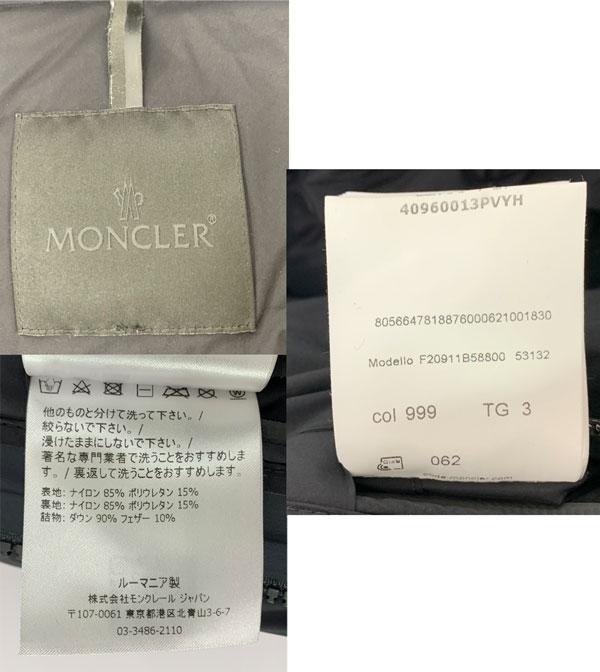 MONCLER®
40960013PVYH
8056647818876000621001830
Modello F20911B58800 53132
col 999 TG 3
062
code.moncler.com
他のものと分けて洗って下さい。/
絞らないで下さい。/
浸けたままにしないで下さい。/
著名な専門業者で洗う事をおすすめしま
す。/ 裏返して洗うことをおすすめします。
表地: ナイロン 85% ポリウレタン 15%
裏地: ナイロン 85% ポリウレタン 15%
詰物: ダウン 90% フェザー 10%
ルーマニア製
株式会社モンクレール ジャパン
〒107-0061 東京都港区北青山3-6-7
03-3486-2110